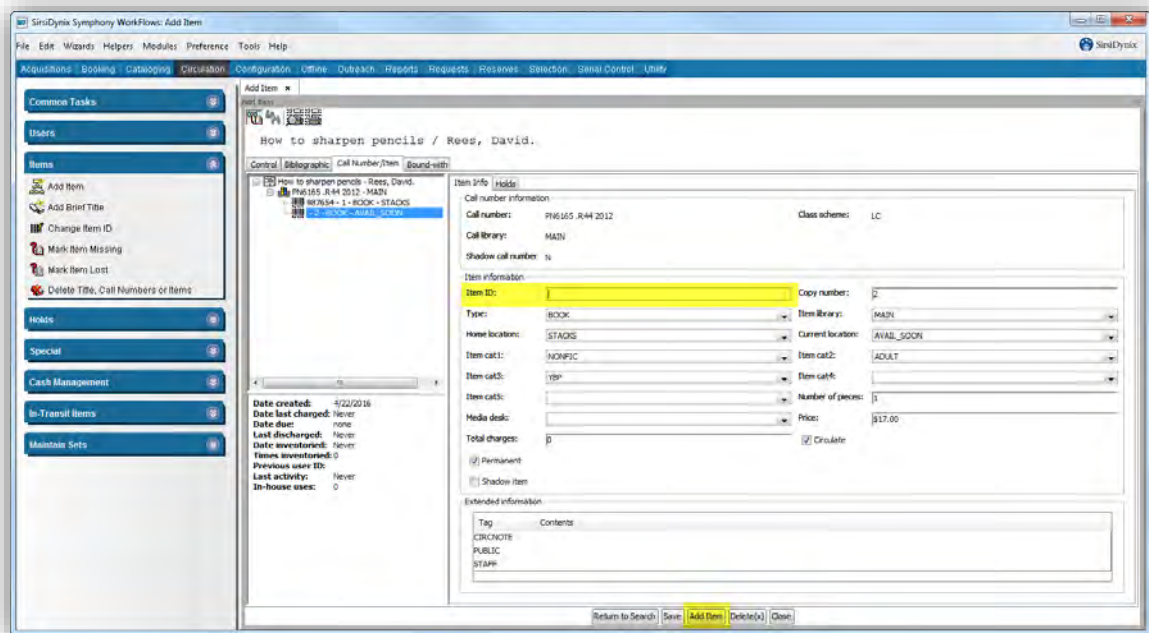 SirsiDynix Symphony WorkFlows: Add Item
File Edit Wizards Helpers Modules Preference Tools Help
SirsiDynix
Acquisitions Booking Cataloging Circulation Configuration Offline Outreach Reports Requests Reserves Selection Serial Control Utility
Common Tasks
Users
Items
Add Item
Add Brief Title
Change Item ID
Mark Item Missing
Mark Item Lost
Delete Title, Call Numbers or Items
Holds
Special
Cash Management
In-Transit Items
Maintain Sets
Add Item
Add Item
How to sharpen pencils / Rees, David.
Control Bibliographic Call Number/Item Bound-with
How to sharpen pencils - Rees, David.
PN6165 .R44 2012 - MAIN
987654 - 1 - BOOK - STACKS
- 2 - BOOK - AVAIL_SOON
Date created: 4/22/2016
Date last charged: Never
Date due: none
Last discharged: Never
Date inventoried: Never
Times inventoried: 0
Previous user ID:
Last activity: Never
In-house uses: 0
Item Info Holds
Call number information
Call number: PN6165 .R44 2012 Class scheme: LC
Call library: MAIN
Shadow call number N
Item information
Item ID: Copy number: 2
Type: BOOK Item library: MAIN
Home location: STACKS Current location: AVAIL_SOON
Item cat1: NONFIC Item cat2: ADULT
Item cat3: YBP Item cat4:
Item cat5: Number of pieces: 1
Media desk: Price: $17.00
Total charges: 0 Circulate
Permanent
Shadow item
Extended information
Tag Contents
CIRCNOTE
PUBLIC
STAFF
Return to Search Save Add Item Delete(x) Close